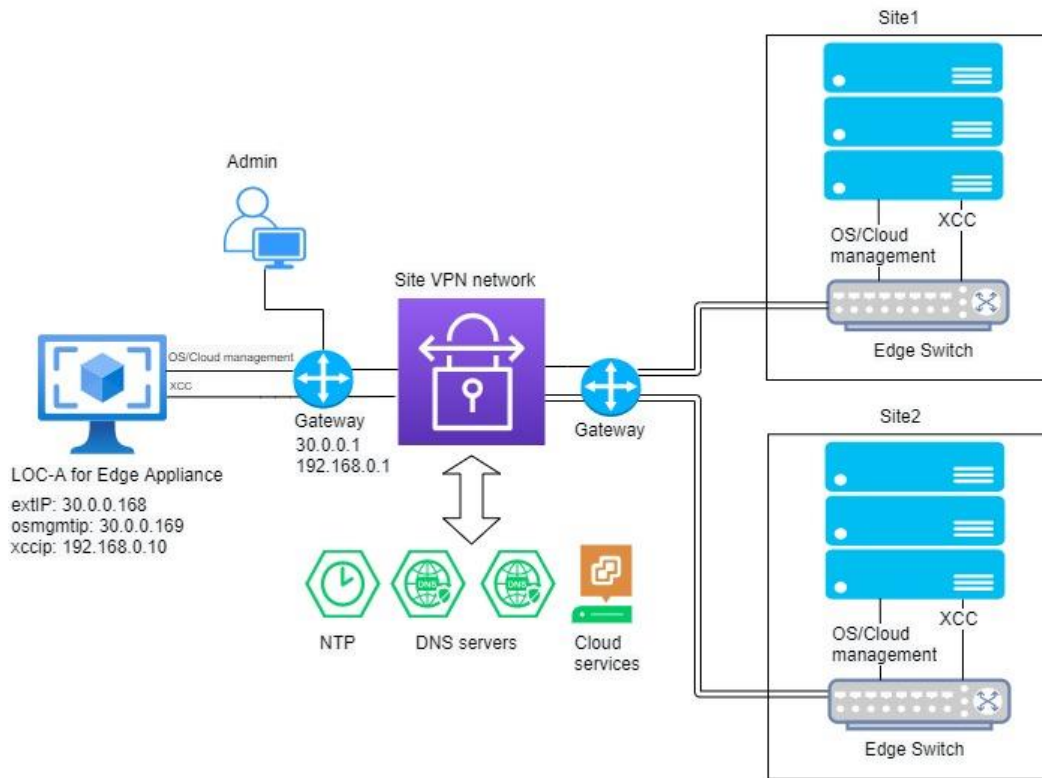 Site1
Admin
XCC
OS/Cloud
management
Site VPN network
Edge Switch
OS/Cloud management
XCC
Gateway
30.0.0.1
192.168.0.1
Gateway
Site2
LOC-A for Edge Appliance
extIP: 30.0.0.168
osmgmtip: 30.0.0.169
xccip: 192.168.0.10
DNS
DNS
NTP
DNS servers
Cloud
services
XCC
OS/Cloud
management
Edge Switch